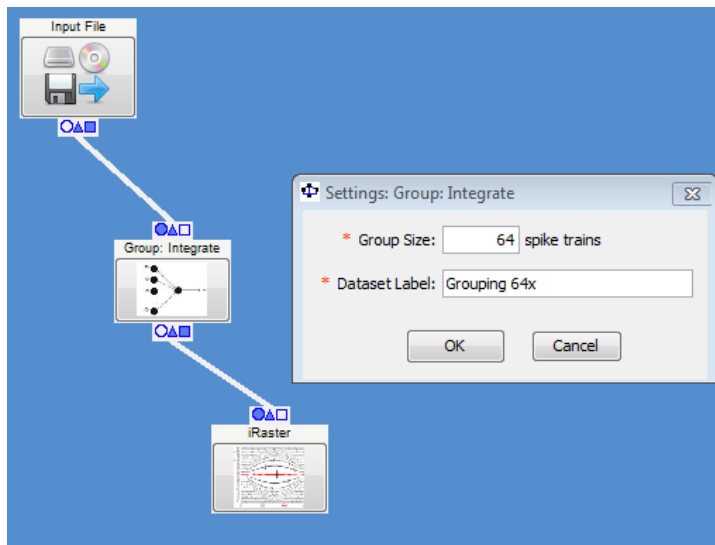 Input File
Settings: Group: Integrate
* Group Size: 64 spike trains
Group: Integrate
* Dataset Label: Grouping 64x
OK Cancel
iRaster